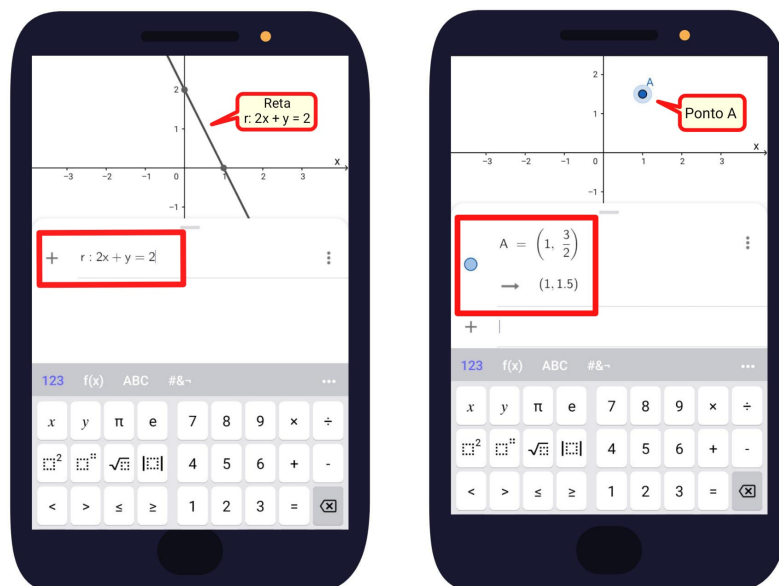 2
Reta
r: 2x + y = 2
1
x
-3 -2 -1 0 1 2 3
-1
+ r : 2x + y = 2
123 f(x) ABC #&¬ ...
x y π e 7 8 9 × ÷
□² □ⁿ √□ |□| 4 5 6 + -
< > ≤ ≥ 1 2 3 =
2
A
1
Ponto A
x
-3 -2 -1 0 1 2 3
-1
A = (1, 3/2)
→ (1, 1.5)
+
123 f(x) ABC #&¬ ...
x y π e 7 8 9 × ÷
□² □ⁿ √□ |□| 4 5 6 + -
< > ≤ ≥ 1 2 3 =